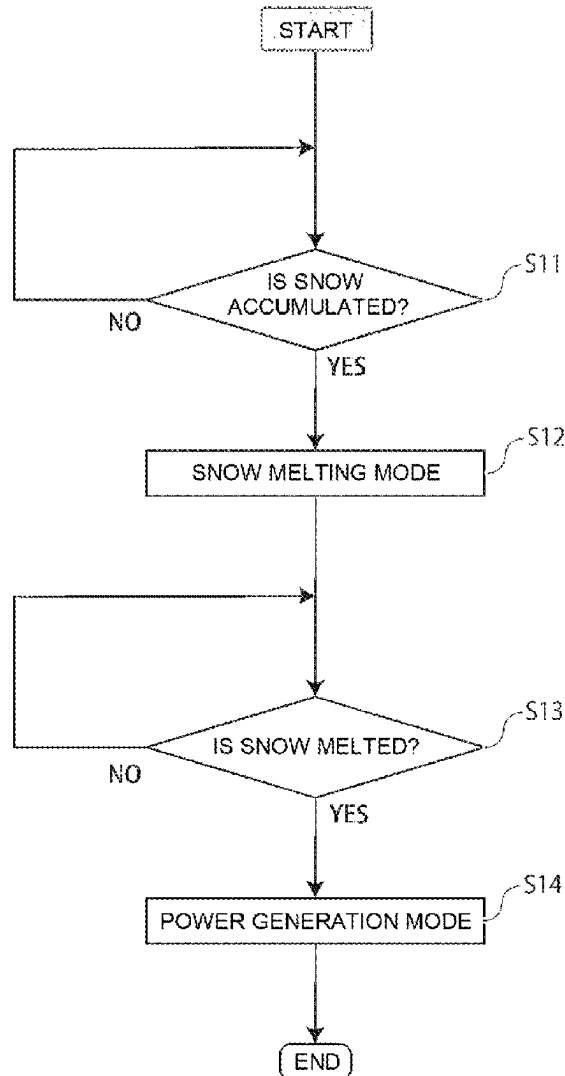 START
IS SNOW
ACCUMULATED?
S11
NO
YES
SNOW MELTING MODE
S12
IS SNOW MELTED?
S13
NO
YES
POWER GENERATION MODE
S14
END